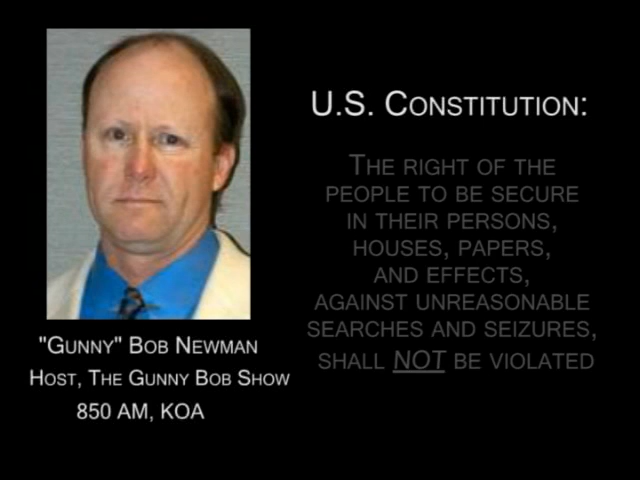 U.S. CONSTITUTION:
THE RIGHT OF THE
PEOPLE TO BE SECURE
IN THEIR PERSONS,
HOUSES, PAPERS,
AND EFFECTS,
AGAINST UNREASONABLE
SEARCHES AND SEIZURES,
SHALL NOT BE VIOLATED
"GUNNY" BOB NEWMAN
HOST, THE GUNNY BOB SHOW
850 AM, KOA